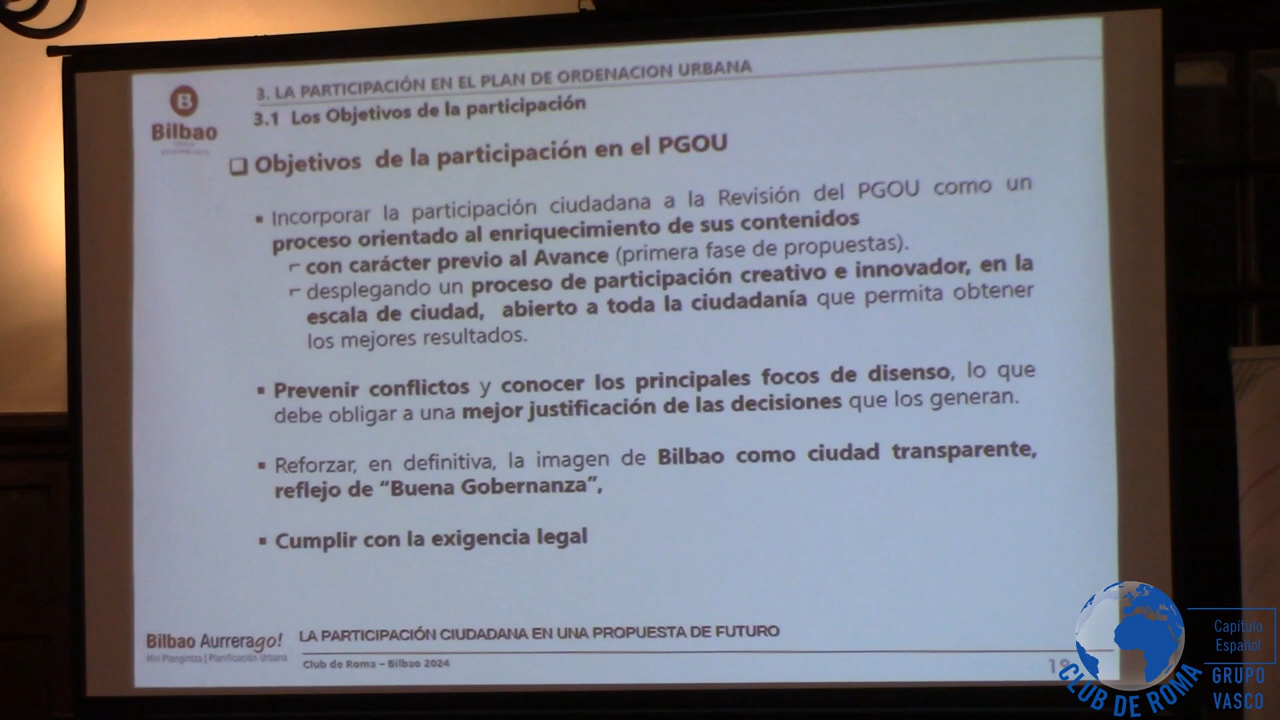 3. LA PARTICIPACIÓN EN EL PLAN DE ORDENACION URBANA
3.1 Los Objetivos de la participación
B
Bilbao
❑ Objetivos de la participación en el PGOU
▪ Incorporar la participación ciudadana a la Revisión del PGOU como un
proceso orientado al enriquecimiento de sus contenidos
⌐ con carácter previo al Avance (primera fase de propuestas).
⌐ desplegando un proceso de participación creativo e innovador, en la
escala de ciudad, abierto a toda la ciudadanía que permita obtener
los mejores resultados.
▪ Prevenir conflictos y conocer los principales focos de disenso, lo que
debe obligar a una mejor justificación de las decisiones que los generan.
▪ Reforzar, en definitiva, la imagen de Bilbao como ciudad transparente,
reflejo de “Buena Gobernanza”,
▪ Cumplir con la exigencia legal
Bilbao Aurrerago!
Hiri Plangintza | Planificación Urbana
LA PARTICIPACIÓN CIUDADANA EN UNA PROPUESTA DE FUTURO
Club de Roma – Bilbao 2024
CLUB DE ROMA
Capítulo
Español
GRUPO
VASCO